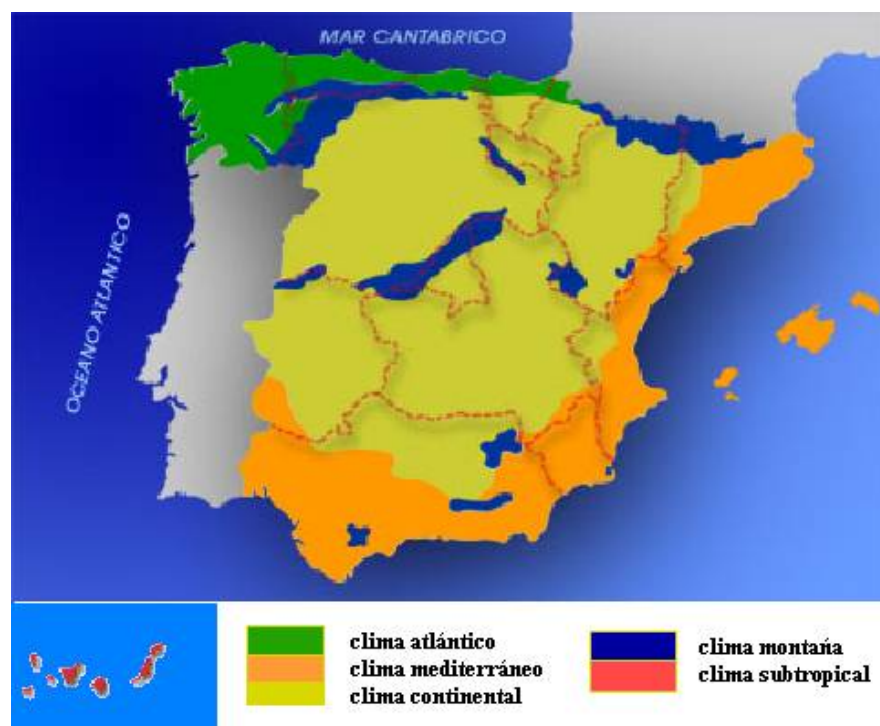 MAR CANTABRICO
OCEANO ATLANTICO
clima atlántico
clima mediterráneo
clima continental
clima montaña
clima subtropical